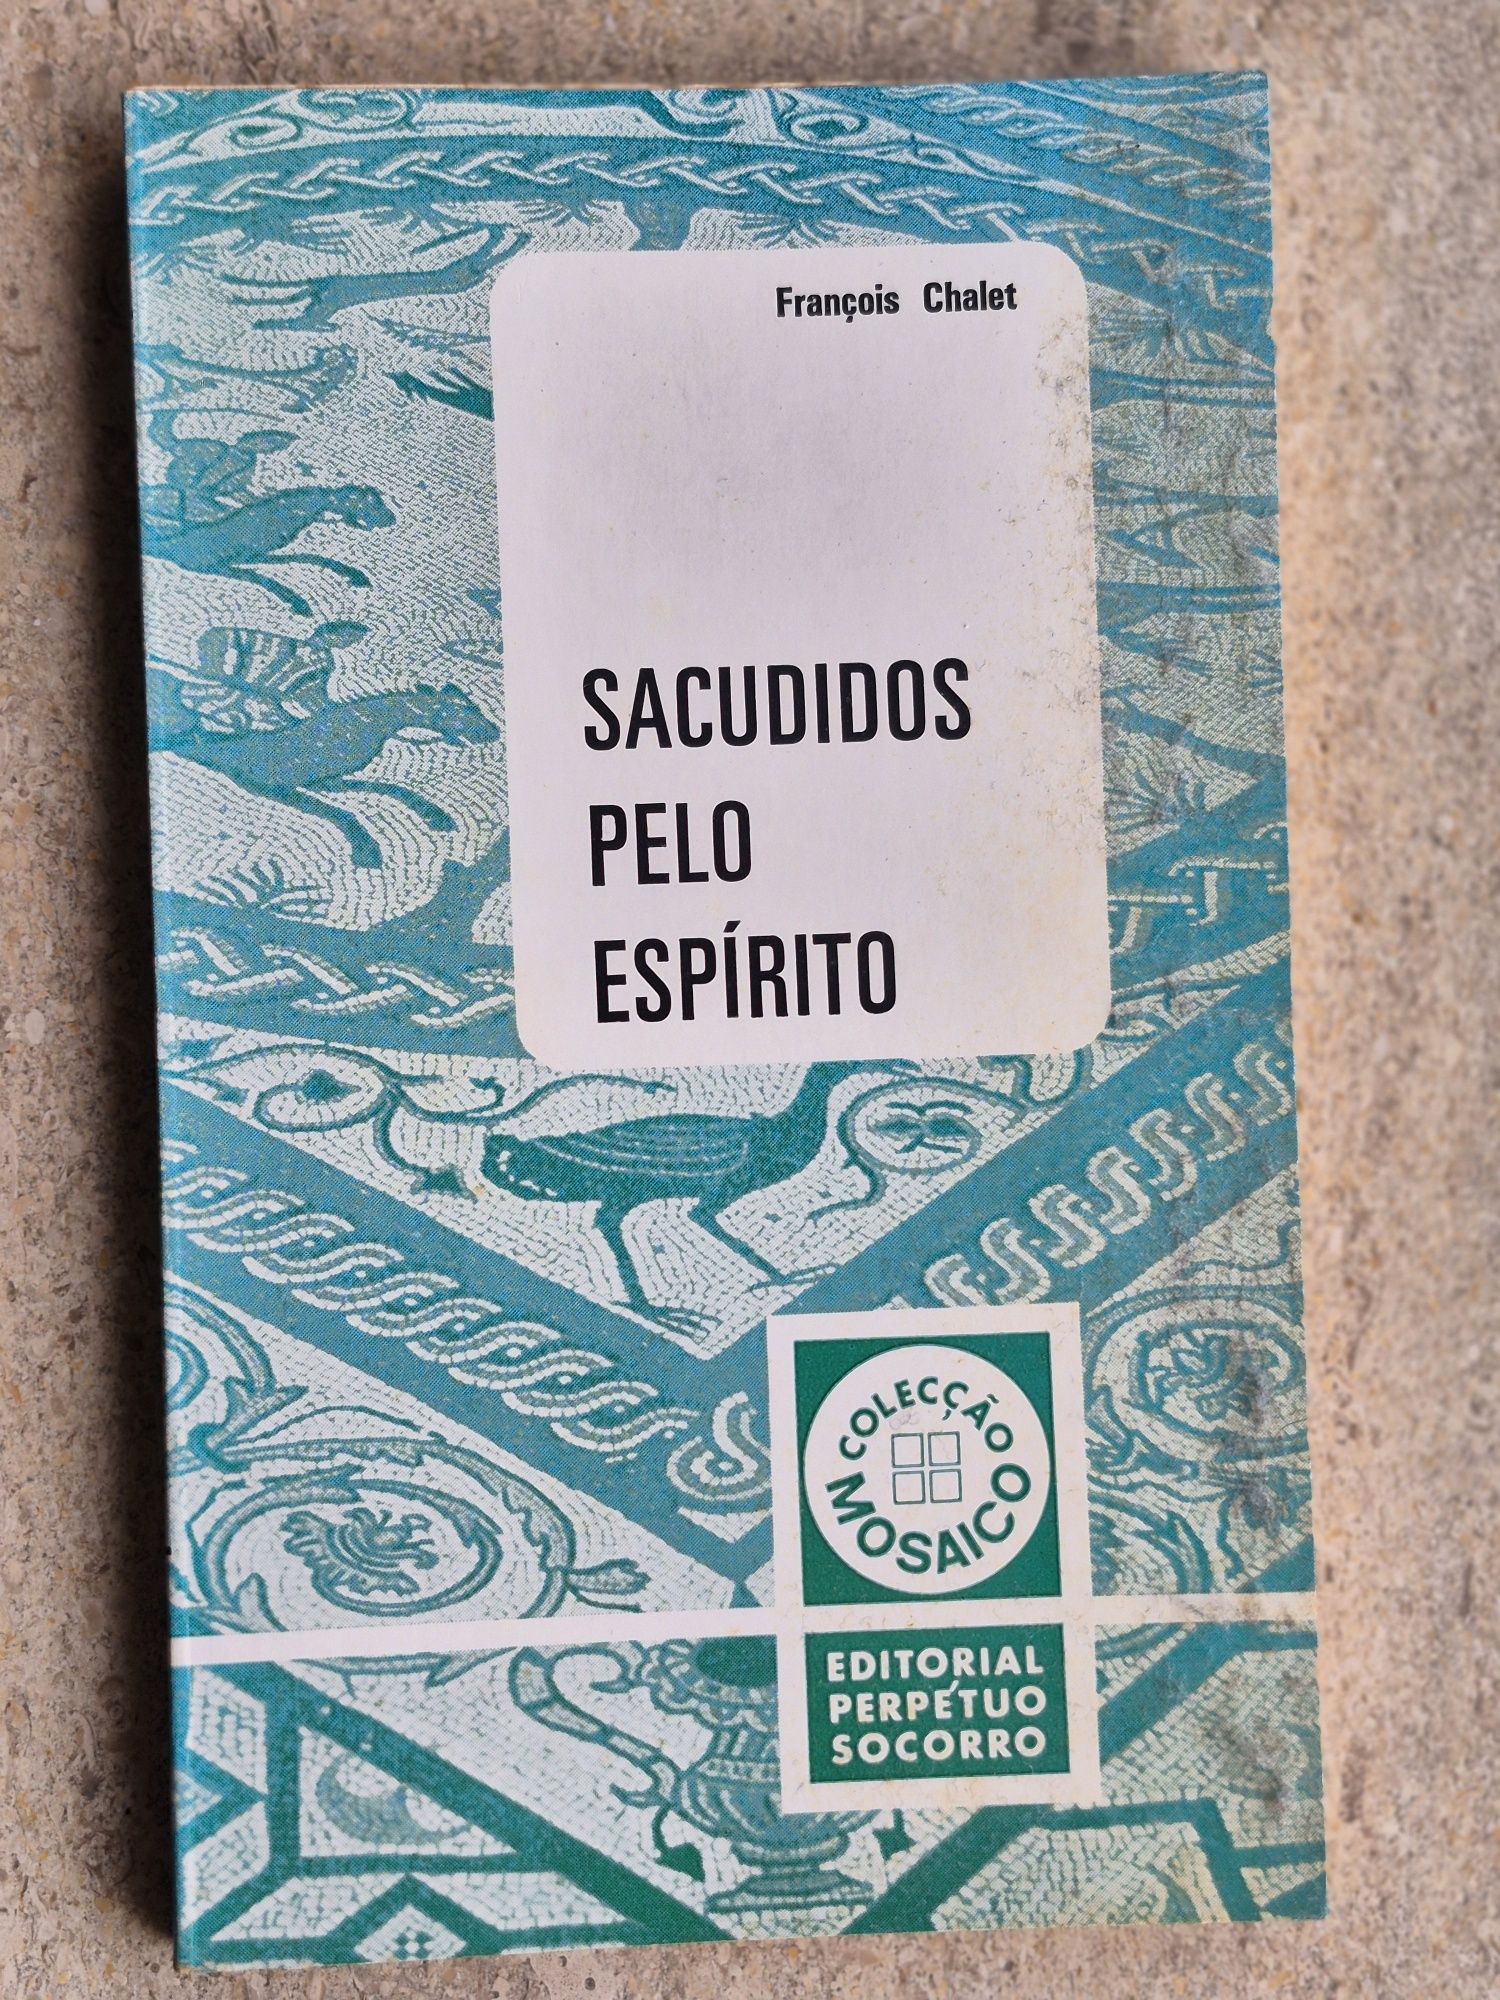 François Chalet
SACUDIDOS
PELO
ESPÍRITO
COLECÇÃO
MOSAICO
EDITORIAL
PERPÉTUO
SOCORRO